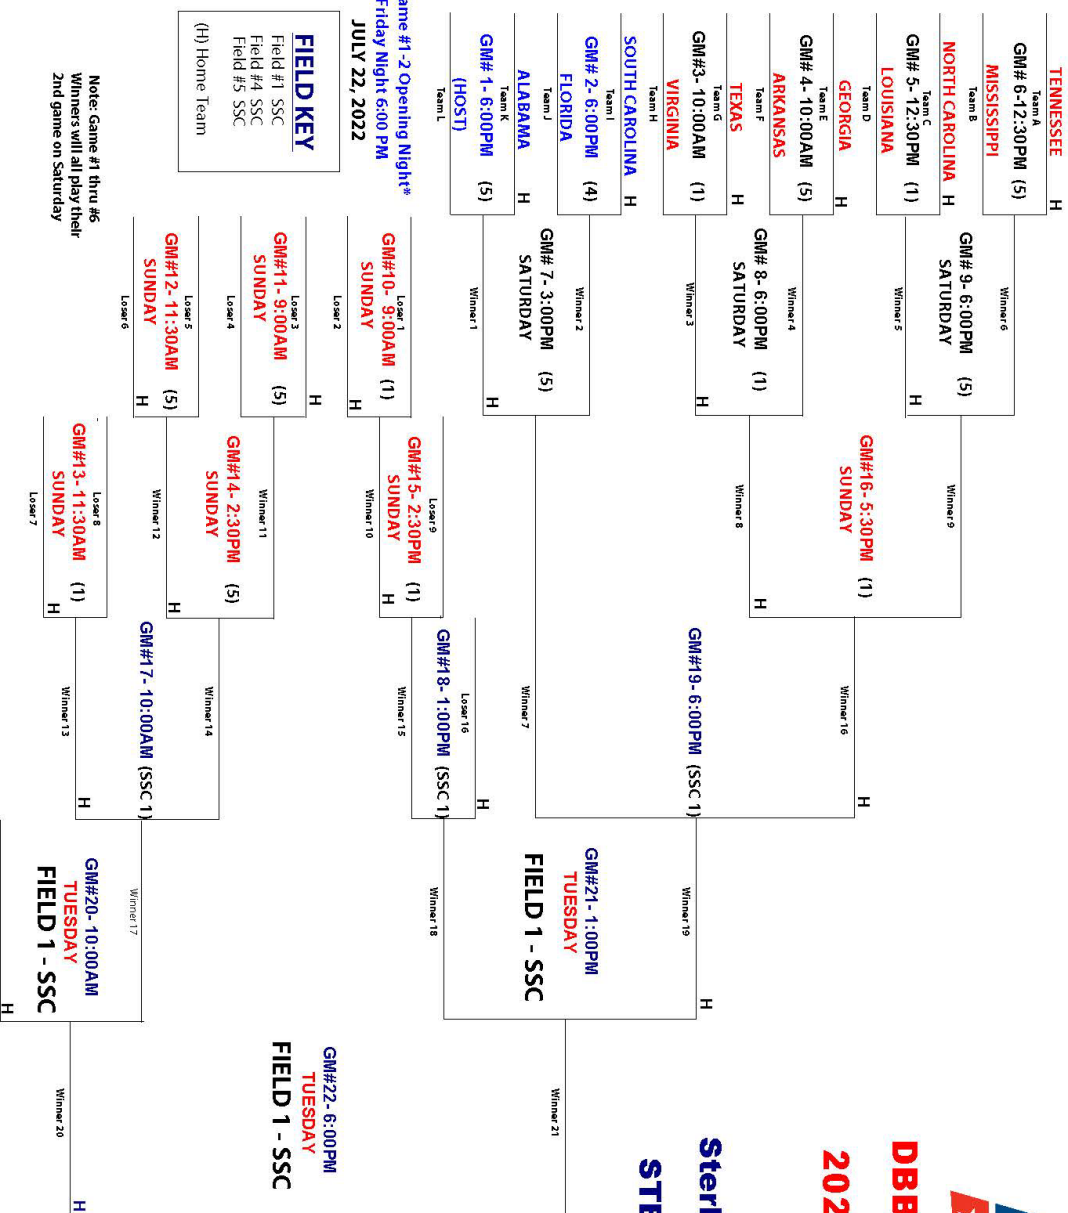 TENNESSEE
Team A
H
GM# 6-12:30PM (5)
MISSISSIPPI
Team B
NORTH CAROLINA H
Team C
GM# 5- 12:30PM (1)
LOUISIANA
Team D
GEORGIA H
Team E
GM# 4- 10:00AM (5)
ARKANSAS
Team F
TEXAS H
Team G
GM#3- 10:00AM (1)
VIRGINIA
Team H
SOUTH CAROLINA H
Team I
GM# 2- 6:00PM (4)
FLORIDA
Team J
ALABAMA H
Team K
GM# 1- 6:00PM (5)
(HOST)
Team L
ame #1-2 Opening Night*
Friday Night 6:00 PM
JULY 22, 2022
FIELD KEY
Field #1 SSC
Field #4 SSC
Field #5 SSC
(H) Home Team
Note: Game #1 thru #6
Winners will all play their
2nd game on Saturday
Winner 6
GM# 9- 6:00PM (5)
SATURDAY
H
Winner 5
Winner 4
GM# 8- 6:00PM (1)
SATURDAY
H
Winner 3
Winner 2
GM# 7- 3:00PM (5)
SATURDAY
H
Winner 1
Loser 1
GM#10- 9:00AM (1)
SUNDAY
H
Loser 2
H
Loser 3
GM#11- 9:00AM (5)
SUNDAY
Loser 4
Loser 5
GM#12- 11:30AM (5)
SUNDAY
H
Loser 6
Winner 9
GM#16- 5:30PM (1)
SUNDAY
H
Winner 8
Loser 9
GM#15- 2:30PM (1)
SUNDAY
H
Winner 10
Winner 11
GM#14- 2:30PM (5)
SUNDAY
H
Winner 12
Loser 8
GM#13- 11:30AM (1)
SUNDAY
H
Loser 7
H
Winner 16
GM#19- 6:00PM (SSC 1)
Winner 7
H
Loser 16
GM#18- 1:00PM (SSC 1)
Winner 15
Winner 14
GM#17- 10:00AM (SSC 1)
H
Winner 13
H
Winner 19
GM#21- 1:00PM
TUESDAY
FIELD 1 - SSC
Winner 18
Winner 17
GM#20- 10:00AM
TUESDAY
FIELD 1 - SSC
H
Winner 21
GM#22- 6:00PM
TUESDAY
FIELD 1 - SSC
H
Winner 20
DBB
202
Sterl
STE